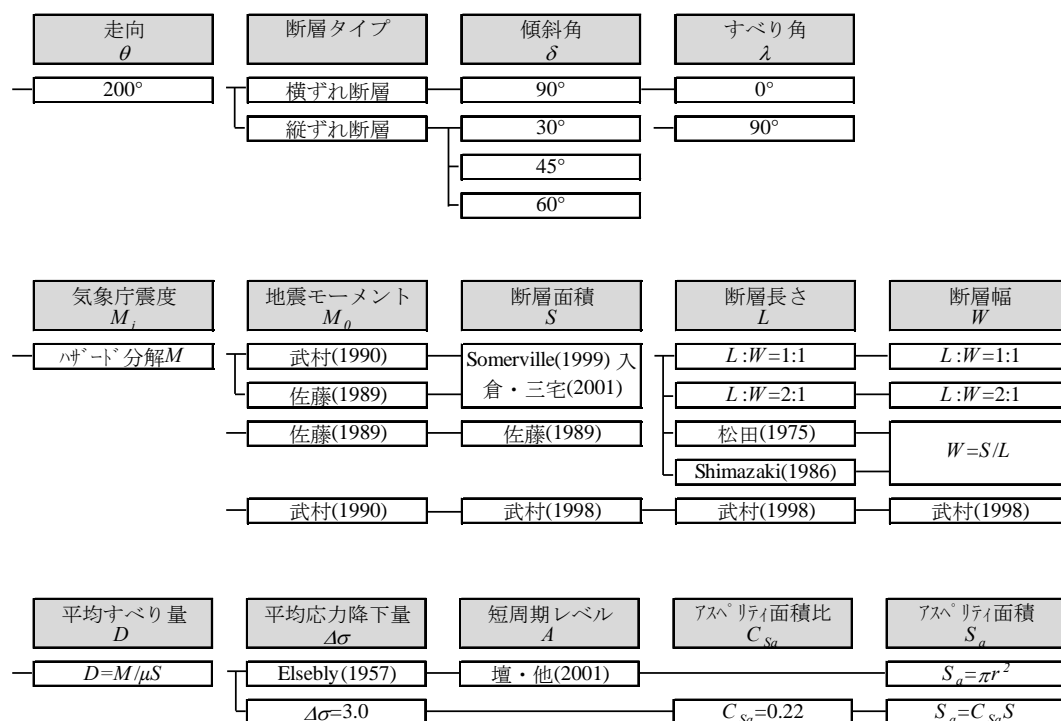 走向 断層タイプ 傾斜角 すべり角
θ δ λ
200° 横ずれ断層 90° 0°
縦ずれ断層 30° 90°
45°
60°
気象庁震度 地震モーメント 断層面積 断層長さ 断層幅
M_j M_0 S L W
ﾊｻﾞｰﾄﾞ分解M 武村(1990) Somerville(1999) 入 L:W=1:1 L:W=1:1
佐藤(1989) 倉・三宅(2001) L:W=2:1 L:W=2:1
佐藤(1989) 佐藤(1989) 松田(1975) W=S/L
Shimazaki(1986)
武村(1990) 武村(1998) 武村(1998) 武村(1998)
平均すべり量 平均応力降下量 短周期レベル ｱｽﾍﾟﾘﾃｨ面積比 ｱｽﾍﾟﾘﾃｨ面積
D Δσ A C_Sa S_a
D=M/μS Elsebly(1957) 壇・他(2001) S_a=πr²
Δσ=3.0 C_Sa=0.22 S_a=C_SaS